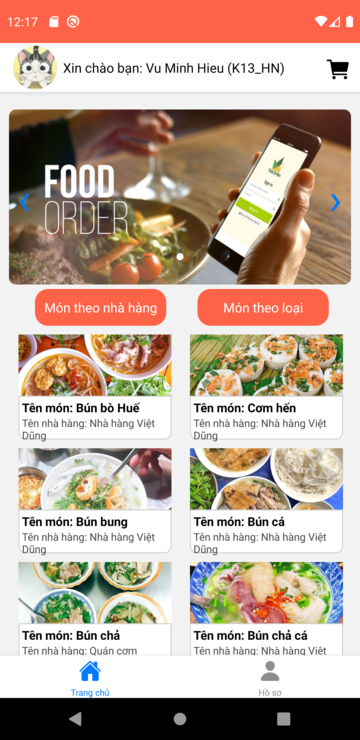 12:17
Xin chào bạn: Vu Minh Hieu (K13_HN)
FOOD
ORDER
Món theo nhà hàng
Món theo loại
Tên món: Bún bò Huế
Tên nhà hàng: Nhà hàng Việt
Dũng
Tên món: Cơm hến
Tên nhà hàng: Nhà hàng Việt
Dũng
Tên món: Bún bung
Tên nhà hàng: Nhà hàng Việt
Dũng
Tên món: Bún cá
Tên nhà hàng: Nhà hàng Việt
Dũng
Tên món: Bún chả
Tên nhà hàng: Quán cơm
Tên món: Bún chả cá
Tên nhà hàng: Nhà hàng Việt
Trang chủ
Hồ sơ